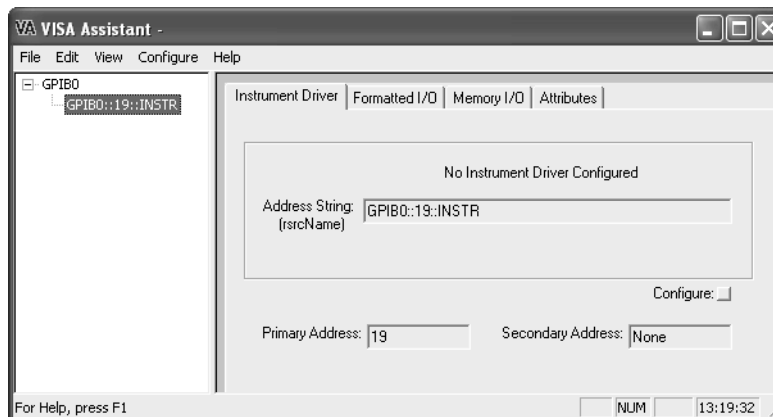 VA VISA Assistant -
File Edit View Configure Help
GPIB0
GPIB0::19::INSTR
Instrument Driver Formatted I/O Memory I/O Attributes
No Instrument Driver Configured
Address String: GPIB0::19::INSTR
(rsrcName)
Configure:
Primary Address: 19 Secondary Address: None
For Help, press F1 NUM 13:19:32